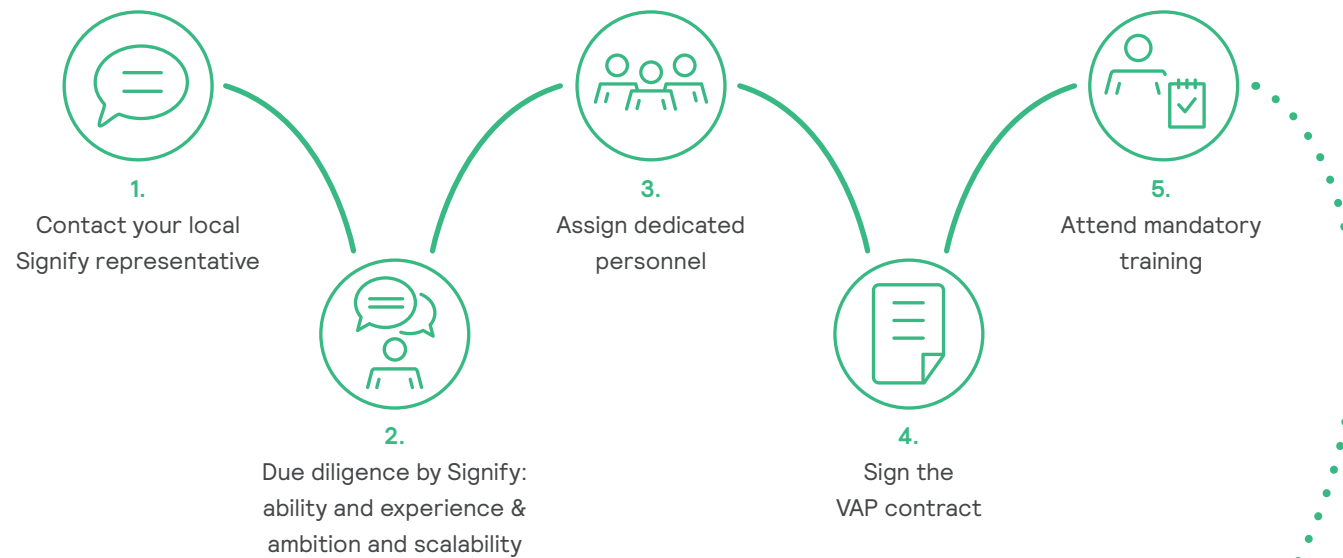 1.
Contact your local
Signify representative
2.
Due diligence by Signify:
ability and experience &
ambition and scalability
3.
Assign dedicated
personnel
4.
Sign the
VAP contract
5.
Attend mandatory
training